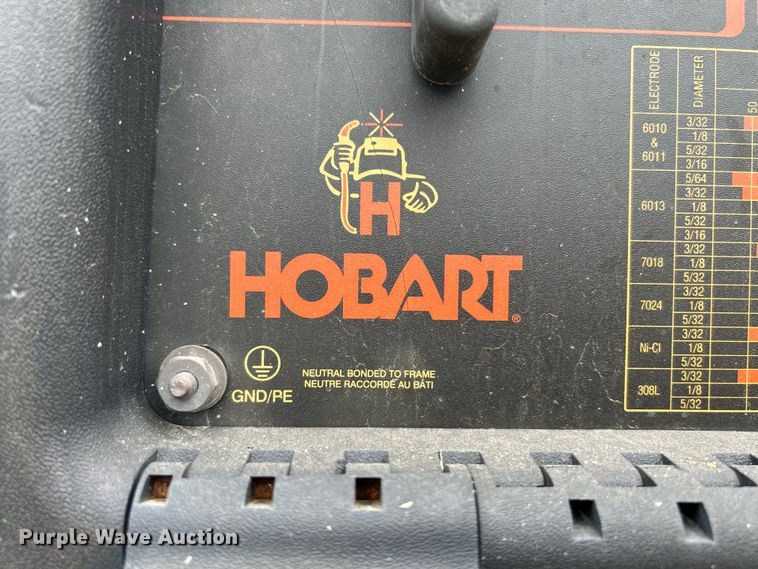 H
HOBART®
GND/PE
NEUTRAL BONDED TO FRAME
NEUTRE RACCORDÉ AU BÂTI
ELECTRODE DIAMETER 50
6010 & 6011 3/32
1/8
5/32
3/16
.6013 5/64
3/32
1/8
5/32
3/16
7018 3/32
1/8
5/32
7024 3/32
1/8
5/32
Ni-Cl 3/32
1/8
5/32
308L 3/32
1/8
5/32
Purple Wave Auction